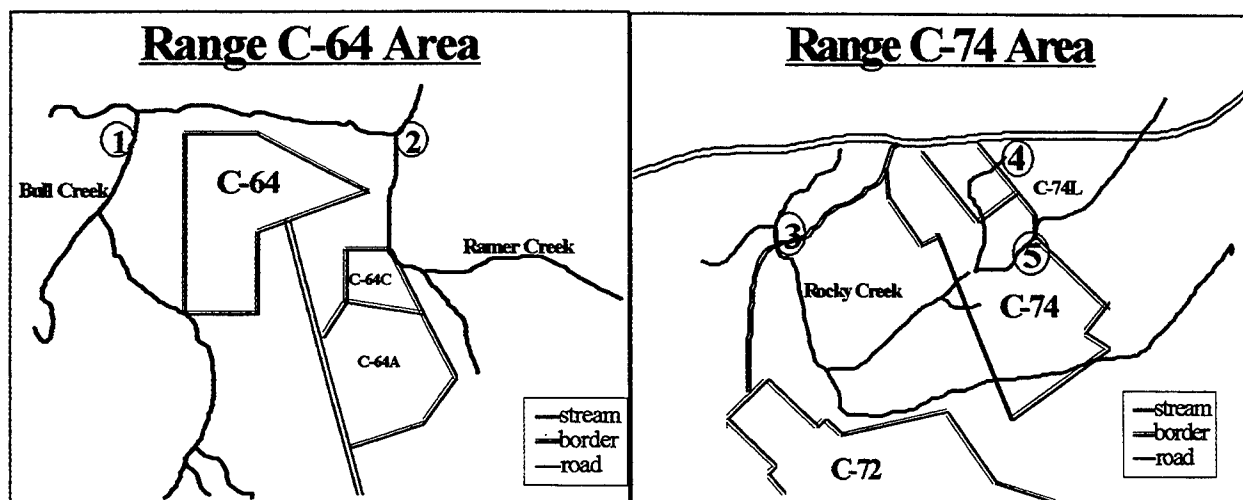 Range C-64 Area
1
2
C-64
Bull Creek
Ramer Creek
C-64C
C-64A
stream
border
road
Range C-74 Area
4
C-74L
3
5
Rocky Creek
C-74
stream
border
road
C-72